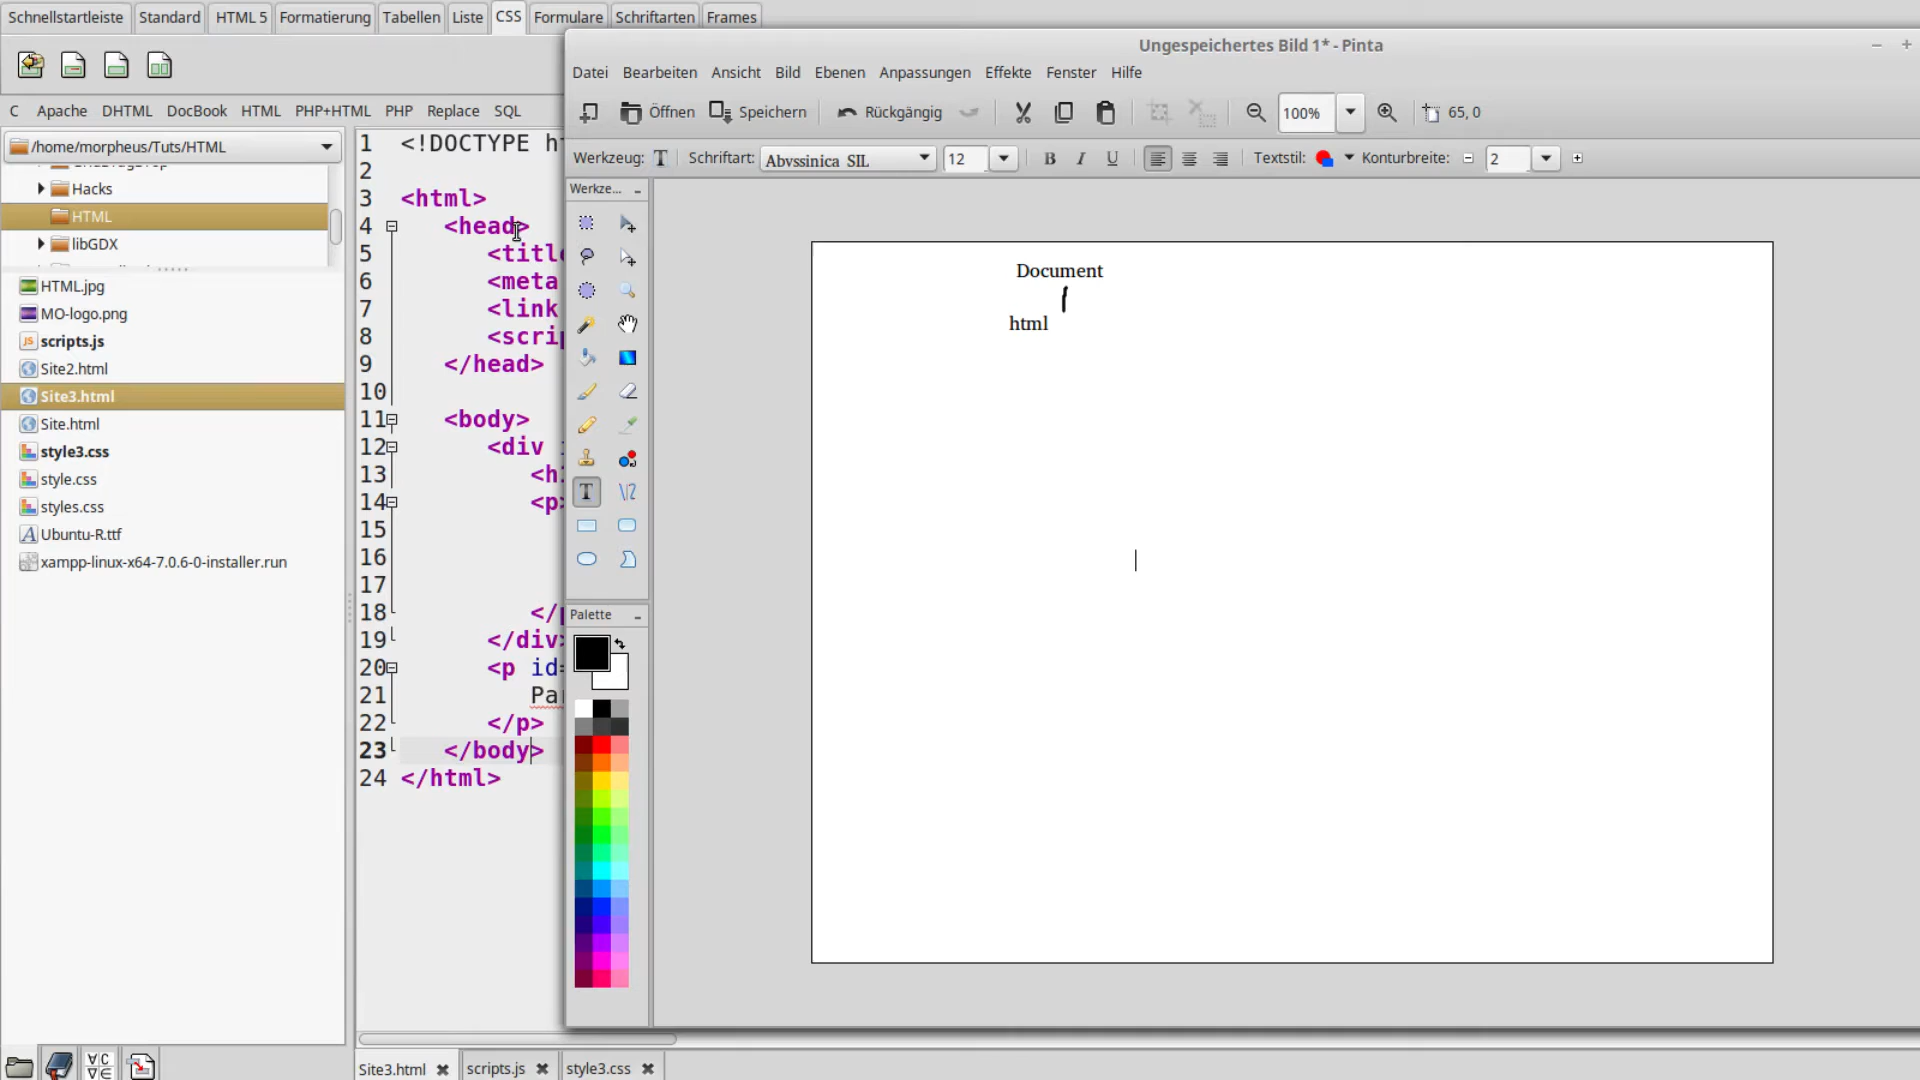 Schnellstartleiste Standard HTML 5 Formatierung Tabellen Liste CSS Formulare Schriftarten Frames
Ungespeichertes Bild 1* - Pinta
Datei Bearbeiten Ansicht Bild Ebenen Anpassungen Effekte Fenster Hilfe
C Apache DHTML DocBook HTML PHP+HTML PHP Replace SQL
Öffnen Speichern Rückgängig 100% 65, 0
/home/morpheus/Tuts/HTML
Werkzeug: T Schriftart: Abyssinica SIL 12 B I U Textstil: Konturbreite: 2
Werkze...
Hacks
HTML
libGDX
HTML.jpg
MO-logo.png
JS scripts.js
Site2.html
Site3.html
Site.html
style3.css
style.css
styles.css
Ubuntu-R.ttf
xampp-linux-x64-7.0.6-0-installer.run
1 <!DOCTYPE
2
3 <html>
4 <head>
5 <title
6 <meta
7 <link
8
9 </head>
10
11 <body>
12 <div
13
14 <p>
15
16
17
18
19 </div>
20 <p id=
21
22 </p>
23 </body>
24 </html>
T
Palette
Document
html
Site3.html scripts.js style3.css